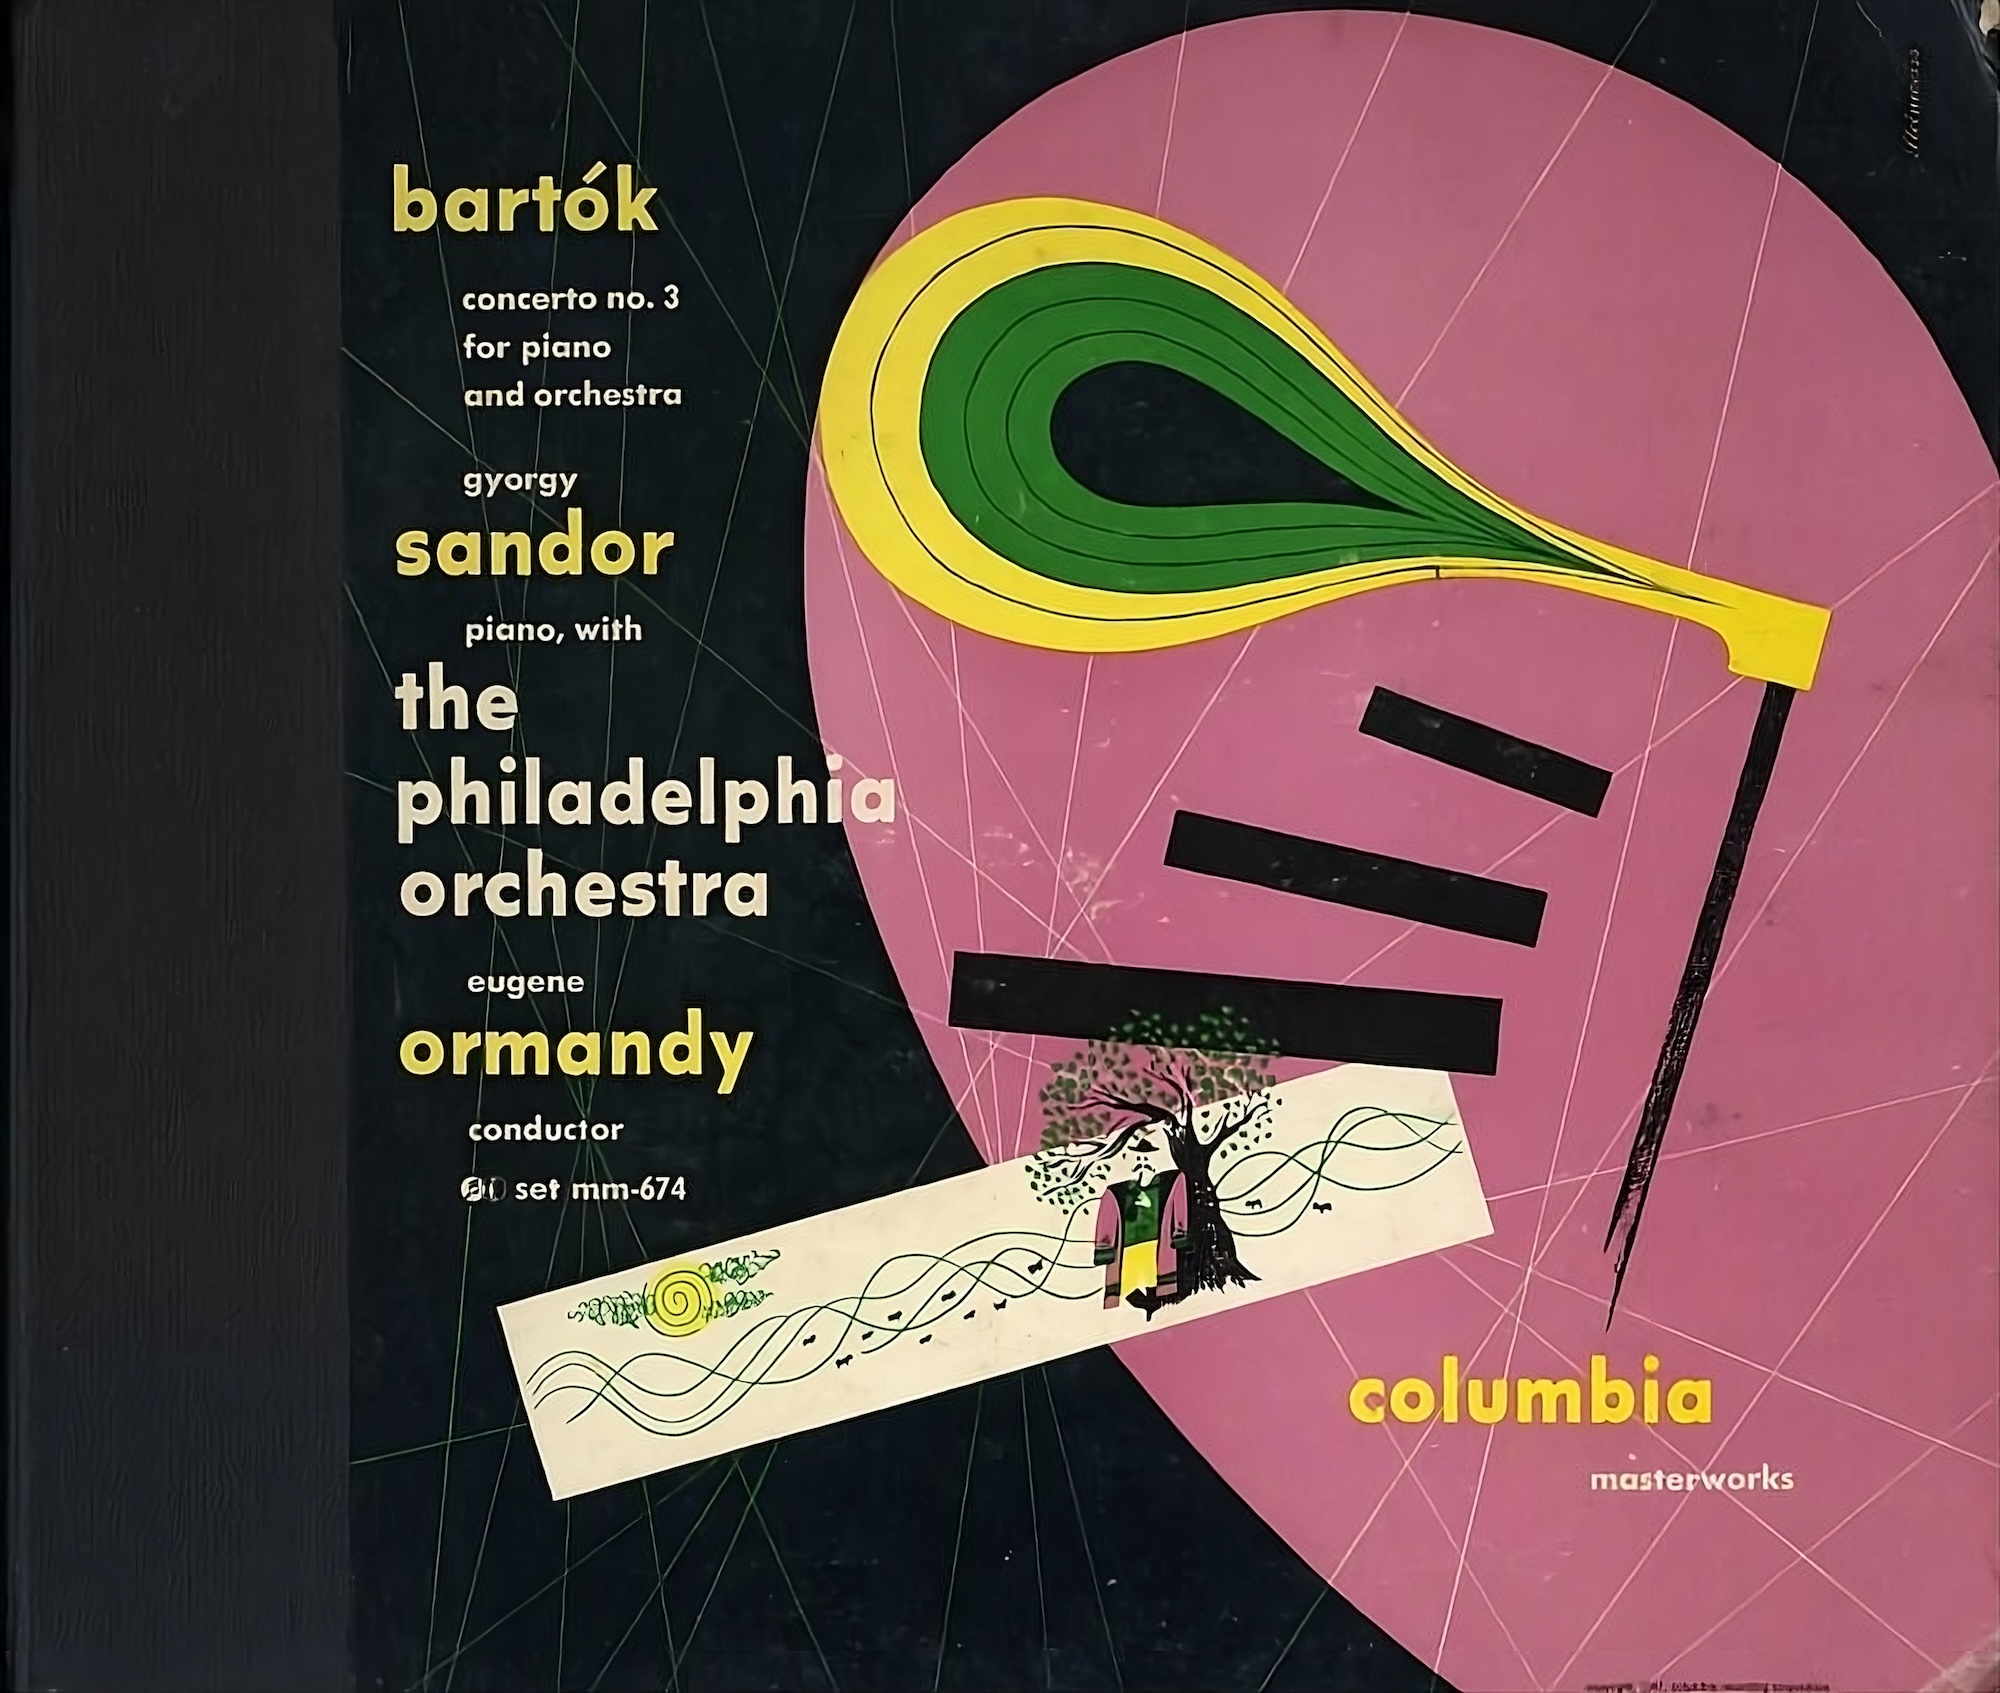 bartók
concerto no. 3
for piano
and orchestra
gyorgy
sandor
piano, with
the
philadelphia
orchestra
eugene
ormandy
conductor
set mm-674
columbia
masterworks